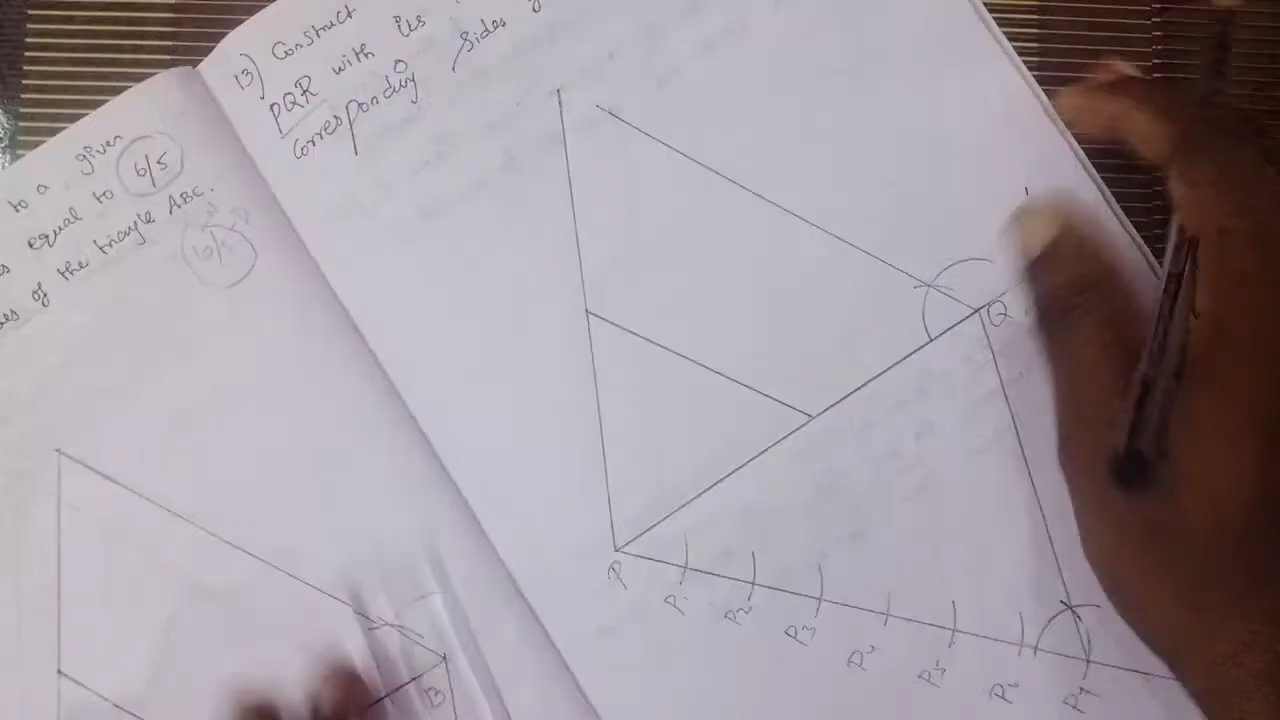 to a given
equal to 6/5
of the triangle ABC.
N D
6/5
13) Construct
PQR with its
corresponding sides
Q
P
P1
P2
P3
P4
P5
P6
P7
B